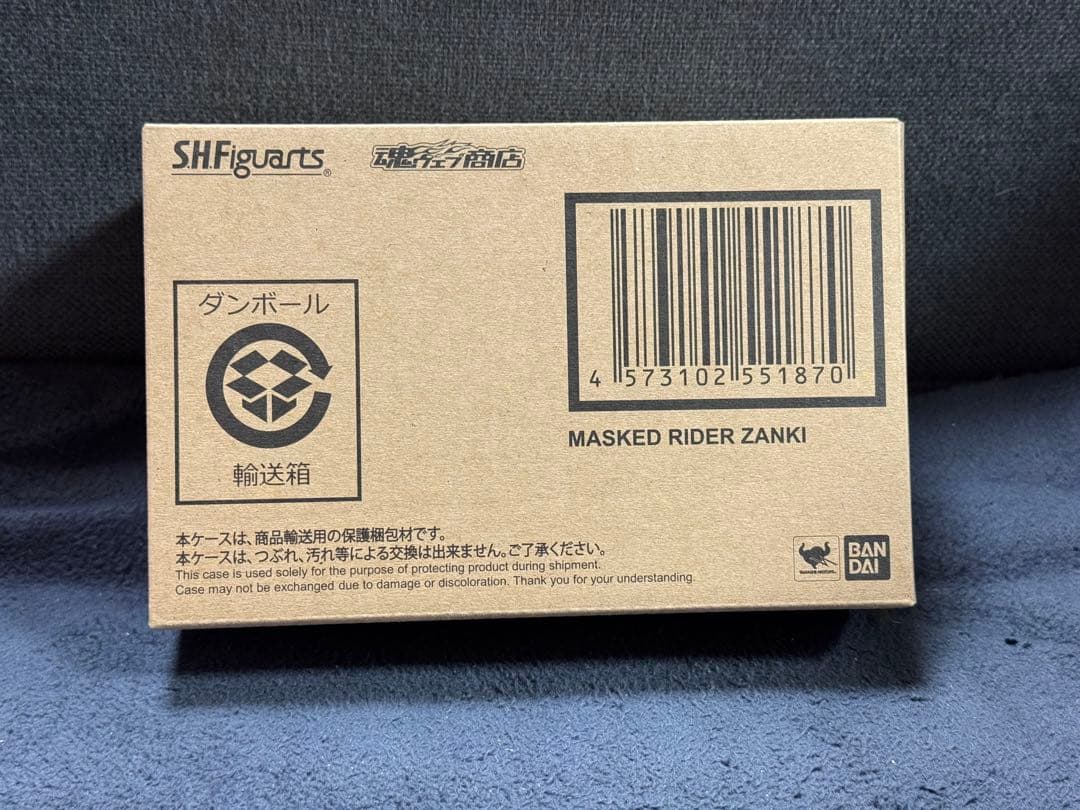 S.H.Figuarts®
魂ウェブ商店
ダンボール
輸送箱
4 573102 551870
MASKED RIDER ZANKI
本ケースは、商品輸送用の保護梱包材です。
本ケースは、つぶれ、汚れ等による交換は出来ません。ご了承ください。
This case is used solely for the purpose of protecting product during shipment.
Case may not be exchanged due to damage or discoloration. Thank you for your understanding.
BAN
DAI